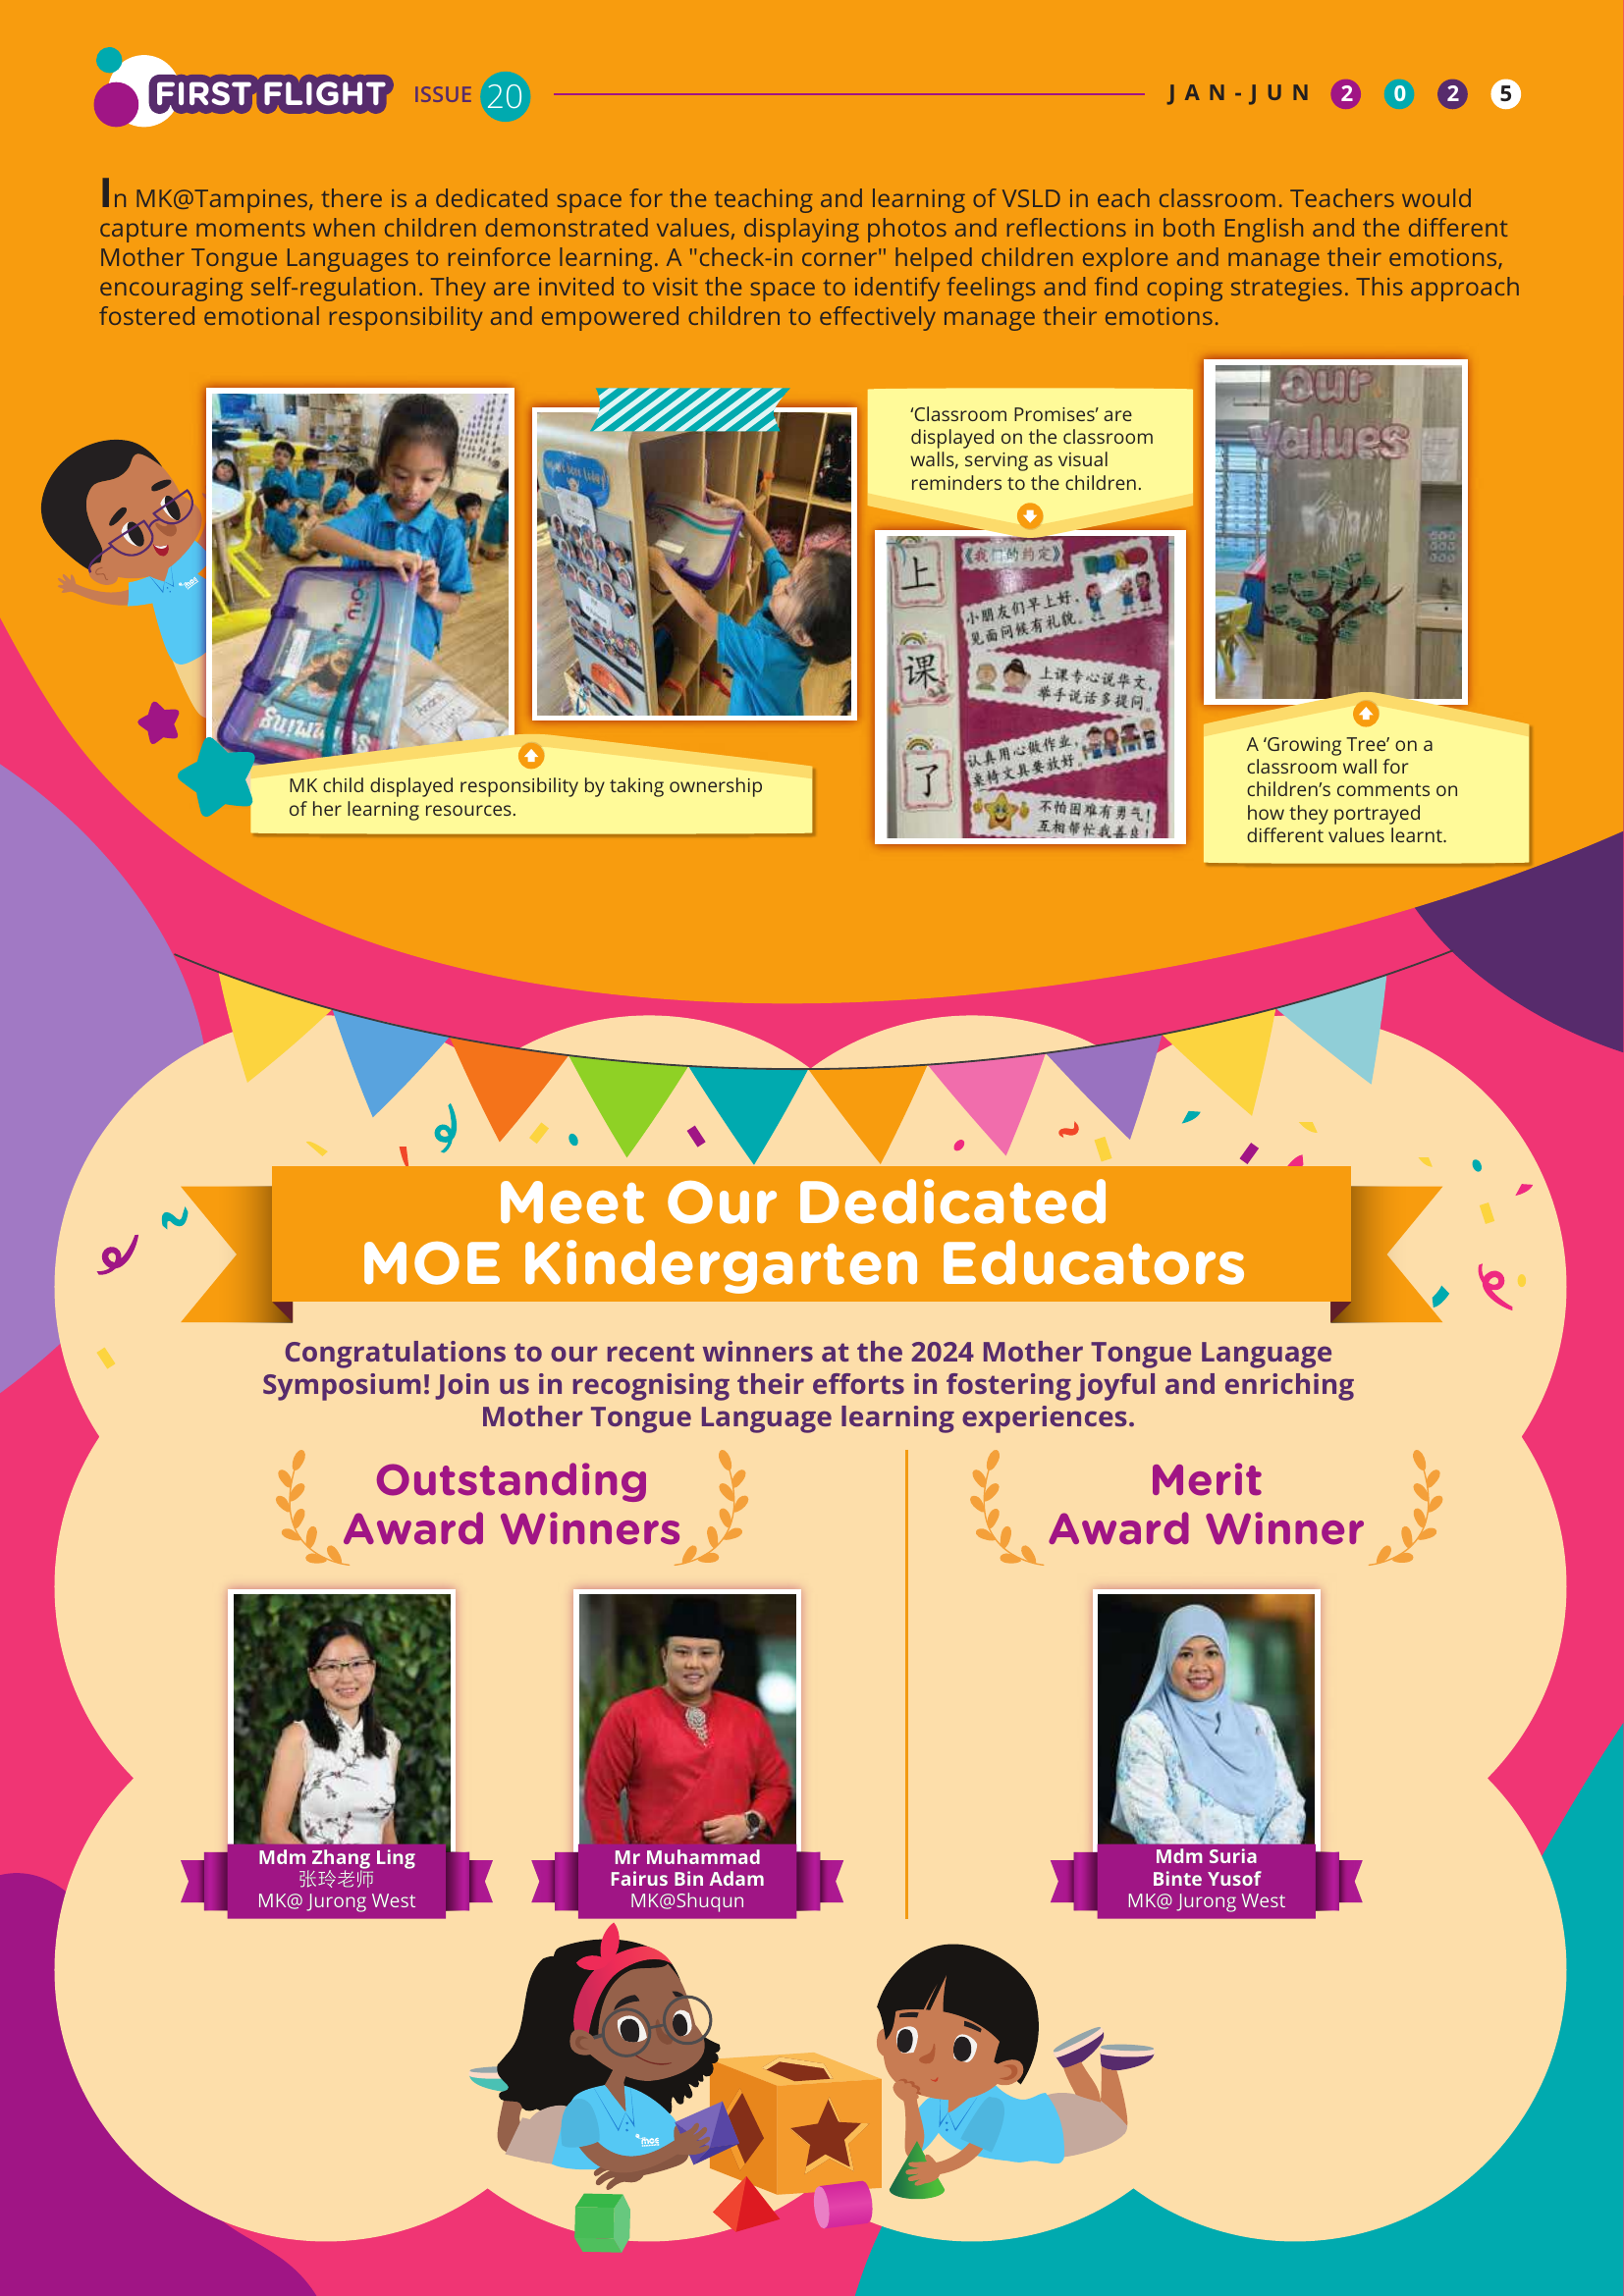 FIRST FLIGHT ISSUE 20
JAN-JUN 2025
In MK@Tampines, there is a dedicated space for the teaching and learning of VSLD in each classroom. Teachers would
capture moments when children demonstrated values, displaying photos and reflections in both English and the different
Mother Tongue Languages to reinforce learning. A "check-in corner" helped children explore and manage their emotions,
encouraging self-regulation. They are invited to visit the space to identify feelings and find coping strategies. This approach
fostered emotional responsibility and empowered children to effectively manage their emotions.
MK child displayed responsibility by taking ownership
of her learning resources.
‘Classroom Promises’ are
displayed on the classroom
walls, serving as visual
reminders to the children.
上
课
了
《我们的约定》
小朋友们早上好，
见面问候有礼貌。
上课专心说华文，
举手说话多提问。
认真用心做作业，
桌椅文具要放好。
不怕困难有勇气！
互相帮忙我善良！
our
values
A ‘Growing Tree’ on a
classroom wall for
children’s comments on
how they portrayed
different values learnt.
Meet Our Dedicated
MOE Kindergarten Educators
Congratulations to our recent winners at the 2024 Mother Tongue Language
Symposium! Join us in recognising their efforts in fostering joyful and enriching
Mother Tongue Language learning experiences.
Outstanding
Award Winners
Mdm Zhang Ling
张玲老师
MK@ Jurong West
Mr Muhammad
Fairus Bin Adam
MK@Shuqun
Merit
Award Winner
Mdm Suria
Binte Yusof
MK@ Jurong West